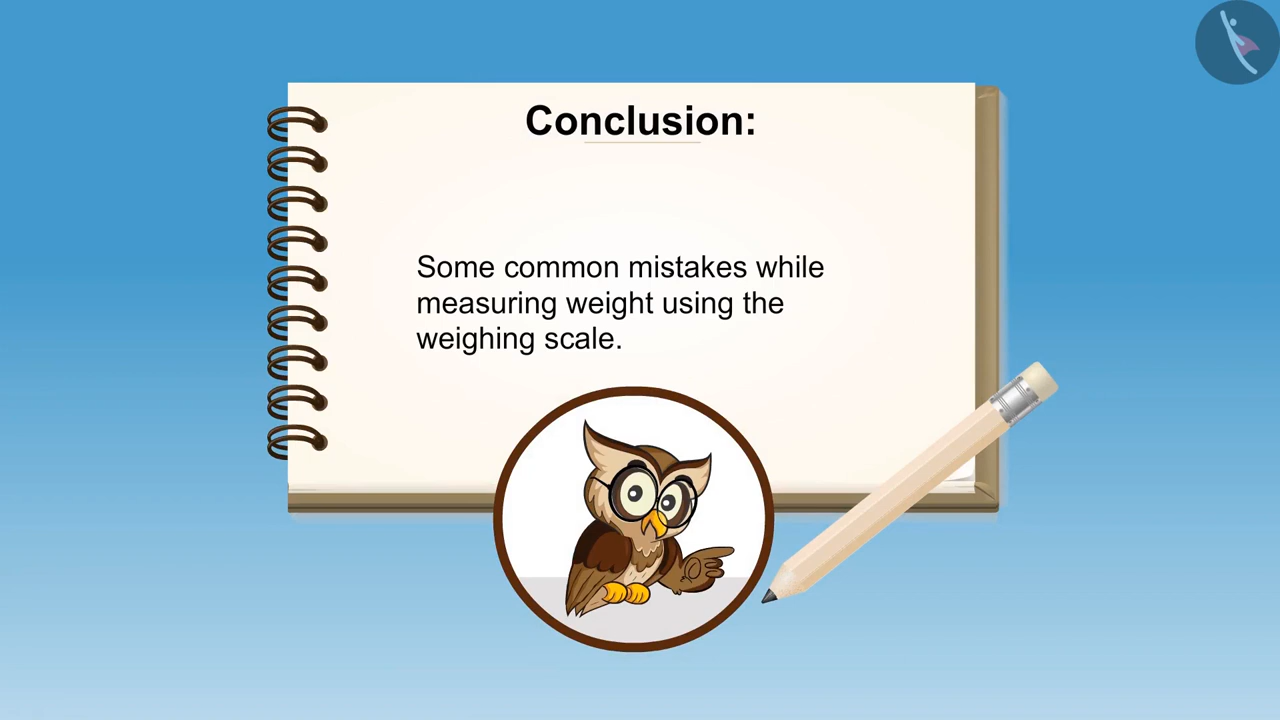 Conclusion:
Some common mistakes while
measuring weight using the
weighing scale.